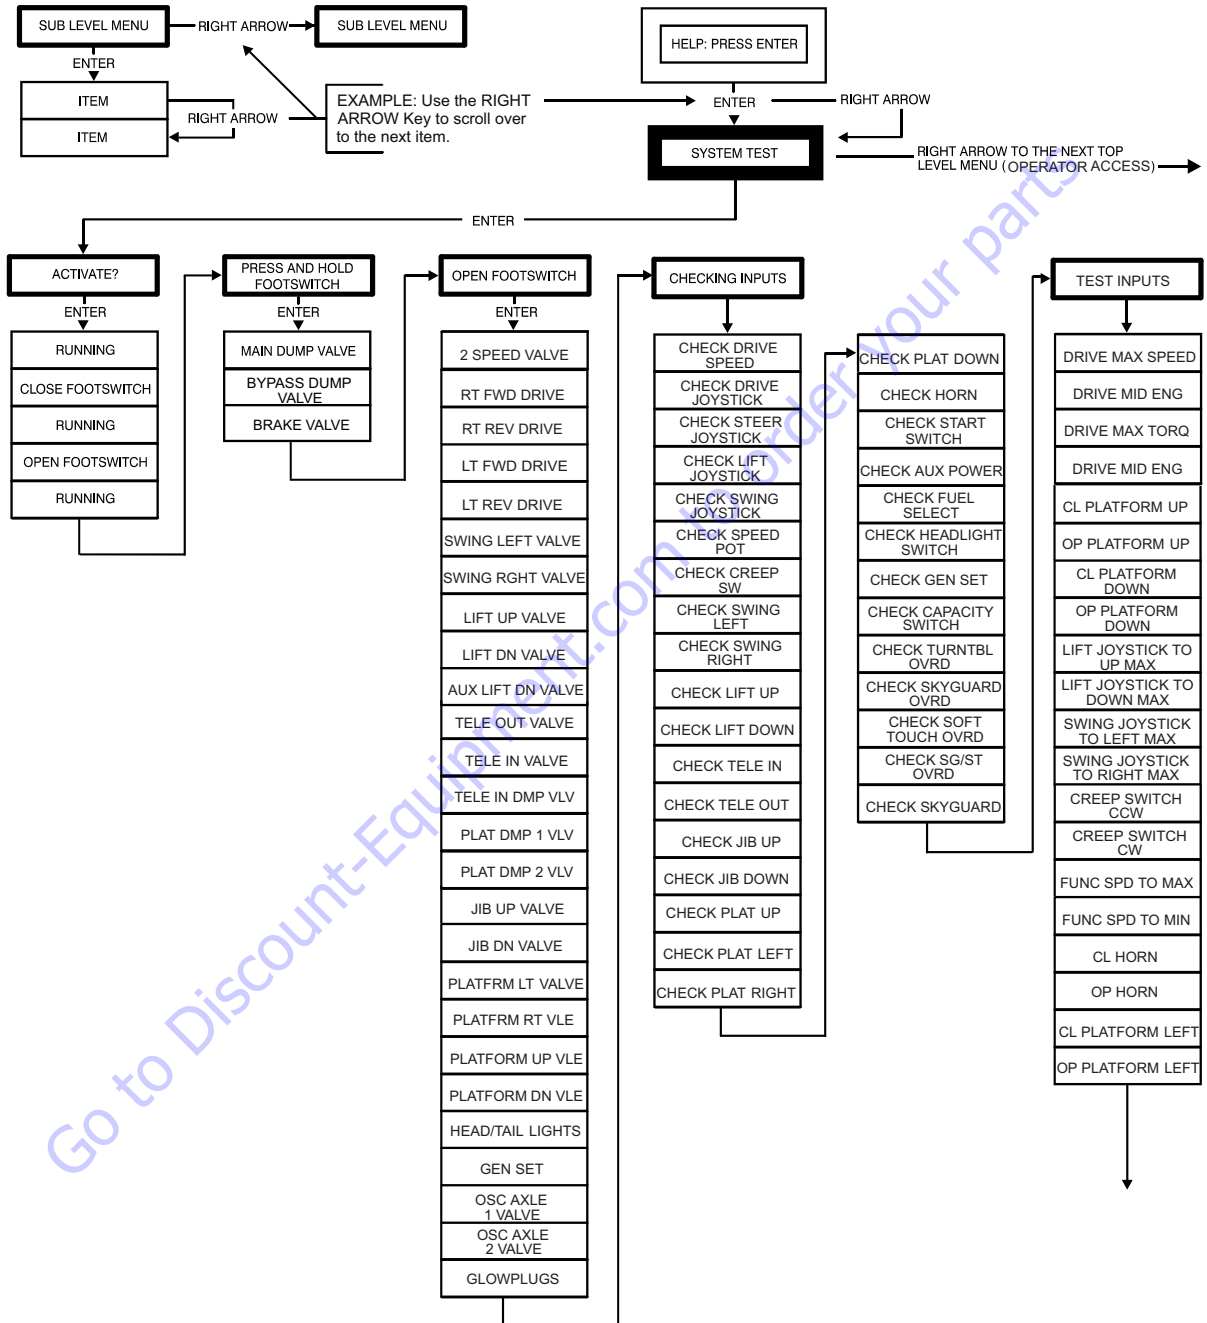 SUB LEVEL MENU
RIGHT ARROW
SUB LEVEL MENU
ENTER
ITEM
RIGHT ARROW
ITEM
EXAMPLE: Use the RIGHT
ARROW Key to scroll over
to the next item.
HELP: PRESS ENTER
ENTER
RIGHT ARROW
SYSTEM TEST
RIGHT ARROW TO THE NEXT TOP
LEVEL MENU (OPERATOR ACCESS)
ENTER
ACTIVATE?
ENTER
RUNNING
CLOSE FOOTSWITCH
RUNNING
OPEN FOOTSWITCH
RUNNING
PRESS AND HOLD
FOOTSWITCH
ENTER
MAIN DUMP VALVE
BYPASS DUMP
VALVE
BRAKE VALVE
OPEN FOOTSWITCH
ENTER
2 SPEED VALVE
RT FWD DRIVE
RT REV DRIVE
LT FWD DRIVE
LT REV DRIVE
SWING LEFT VALVE
SWING RGHT VALVE
LIFT UP VALVE
LIFT DN VALVE
AUX LIFT DN VALVE
TELE OUT VALVE
TELE IN VALVE
TELE IN DMP VLV
PLAT DMP 1 VLV
PLAT DMP 2 VLV
JIB UP VALVE
JIB DN VALVE
PLATFRM LT VALVE
PLATFRM RT VLE
PLATFORM UP VLE
PLATFORM DN VLE
HEAD/TAIL LIGHTS
GEN SET
OSC AXLE
1 VALVE
OSC AXLE
2 VALVE
GLOWPLUGS
CHECKING INPUTS
CHECK DRIVE
SPEED
CHECK DRIVE
JOYSTICK
CHECK STEER
JOYSTICK
CHECK LIFT
JOYSTICK
CHECK SWING
JOYSTICK
CHECK SPEED
POT
CHECK CREEP
SW
CHECK SWING
LEFT
CHECK SWING
RIGHT
CHECK LIFT UP
CHECK LIFT DOWN
CHECK TELE IN
CHECK TELE OUT
CHECK JIB UP
CHECK JIB DOWN
CHECK PLAT UP
CHECK PLAT LEFT
CHECK PLAT RIGHT
CHECK PLAT DOWN
CHECK HORN
CHECK START
SWITCH
CHECK AUX POWER
CHECK FUEL
SELECT
CHECK HEADLIGHT
SWITCH
CHECK GEN SET
CHECK CAPACITY
SWITCH
CHECK TURNTBL
OVRD
CHECK SKYGUARD
OVRD
CHECK SOFT
TOUCH OVRD
CHECK SG/ST
OVRD
CHECK SKYGUARD
TEST INPUTS
DRIVE MAX SPEED
DRIVE MID ENG
DRIVE MAX TORQ
DRIVE MID ENG
CL PLATFORM UP
OP PLATFORM UP
CL PLATFORM
DOWN
OP PLATFORM
DOWN
LIFT JOYSTICK TO
UP MAX
LIFT JOYSTICK TO
DOWN MAX
SWING JOYSTICK
TO LEFT MAX
SWING JOYSTICK
TO RIGHT MAX
CREEP SWITCH
CCW
CREEP SWITCH
CW
FUNC SPD TO MAX
FUNC SPD TO MIN
CL HORN
OP HORN
CL PLATFORM LEFT
OP PLATFORM LEFT
Go to Discount-Equipment.com to order your parts